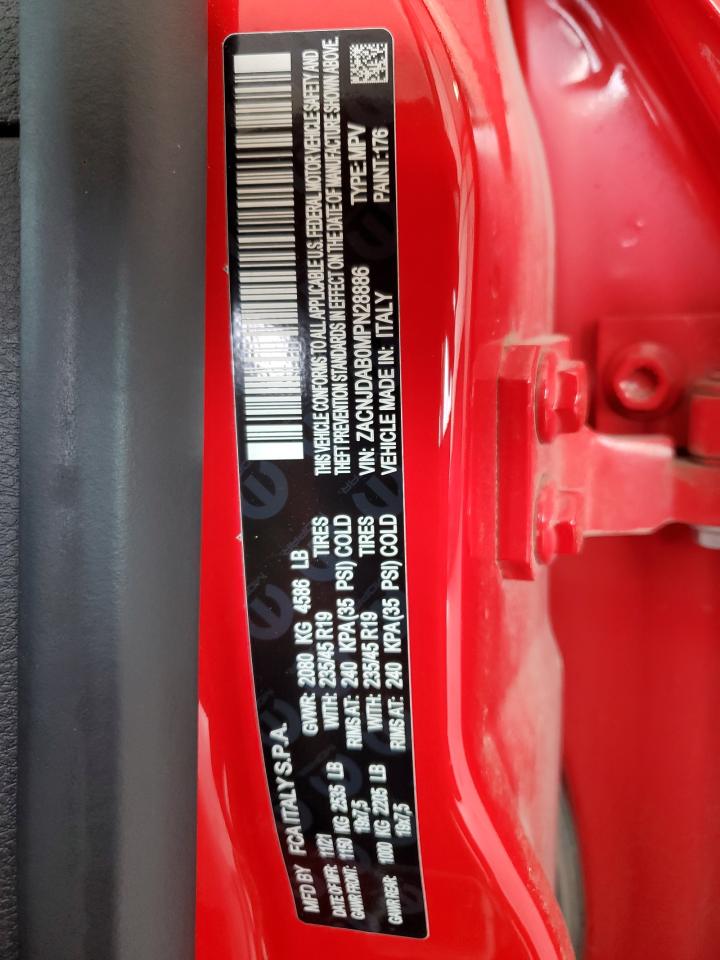 MFD BY FCA ITALY S.P.A.
DATE OF MFR: 11/21 GVWR: 2080 KG 4586 LB
GAWR FRONT: 1150 KG 2535 LB WITH: 235/45 R19 TIRES
19x7,5 RIMS AT: 240 KPA(35 PSI) COLD
GAWR REAR: 1000 KG 2205 LB WITH: 235/45 R19 TIRES
19x7,5 RIMS AT: 240 KPA(35 PSI) COLD
THIS VEHICLE CONFORMS TO ALL APPLICABLE U.S. FEDERAL MOTOR VEHICLE SAFETY AND
THEFT PREVENTION STANDARDS IN EFFECT ON THE DATE OF MANUFACTURE SHOWN ABOVE.
VIN: ZACNJDAB0MPN28886 TYPE: MPV
VEHICLE MADE IN: ITALY PAINT: 176